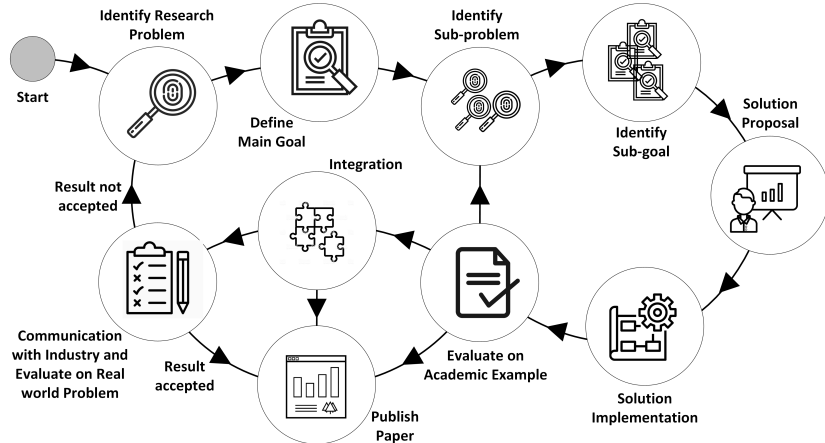 Identify Research
Problem
Start
Define
Main Goal
Identify
Sub-problem
Identify
Sub-goal
Solution
Proposal
Solution
Implementation
Evaluate on
Academic Example
Integration
Result not
accepted
Communication
with Industry and
Evaluate on Real
world Problem
Result
accepted
Publish
Paper